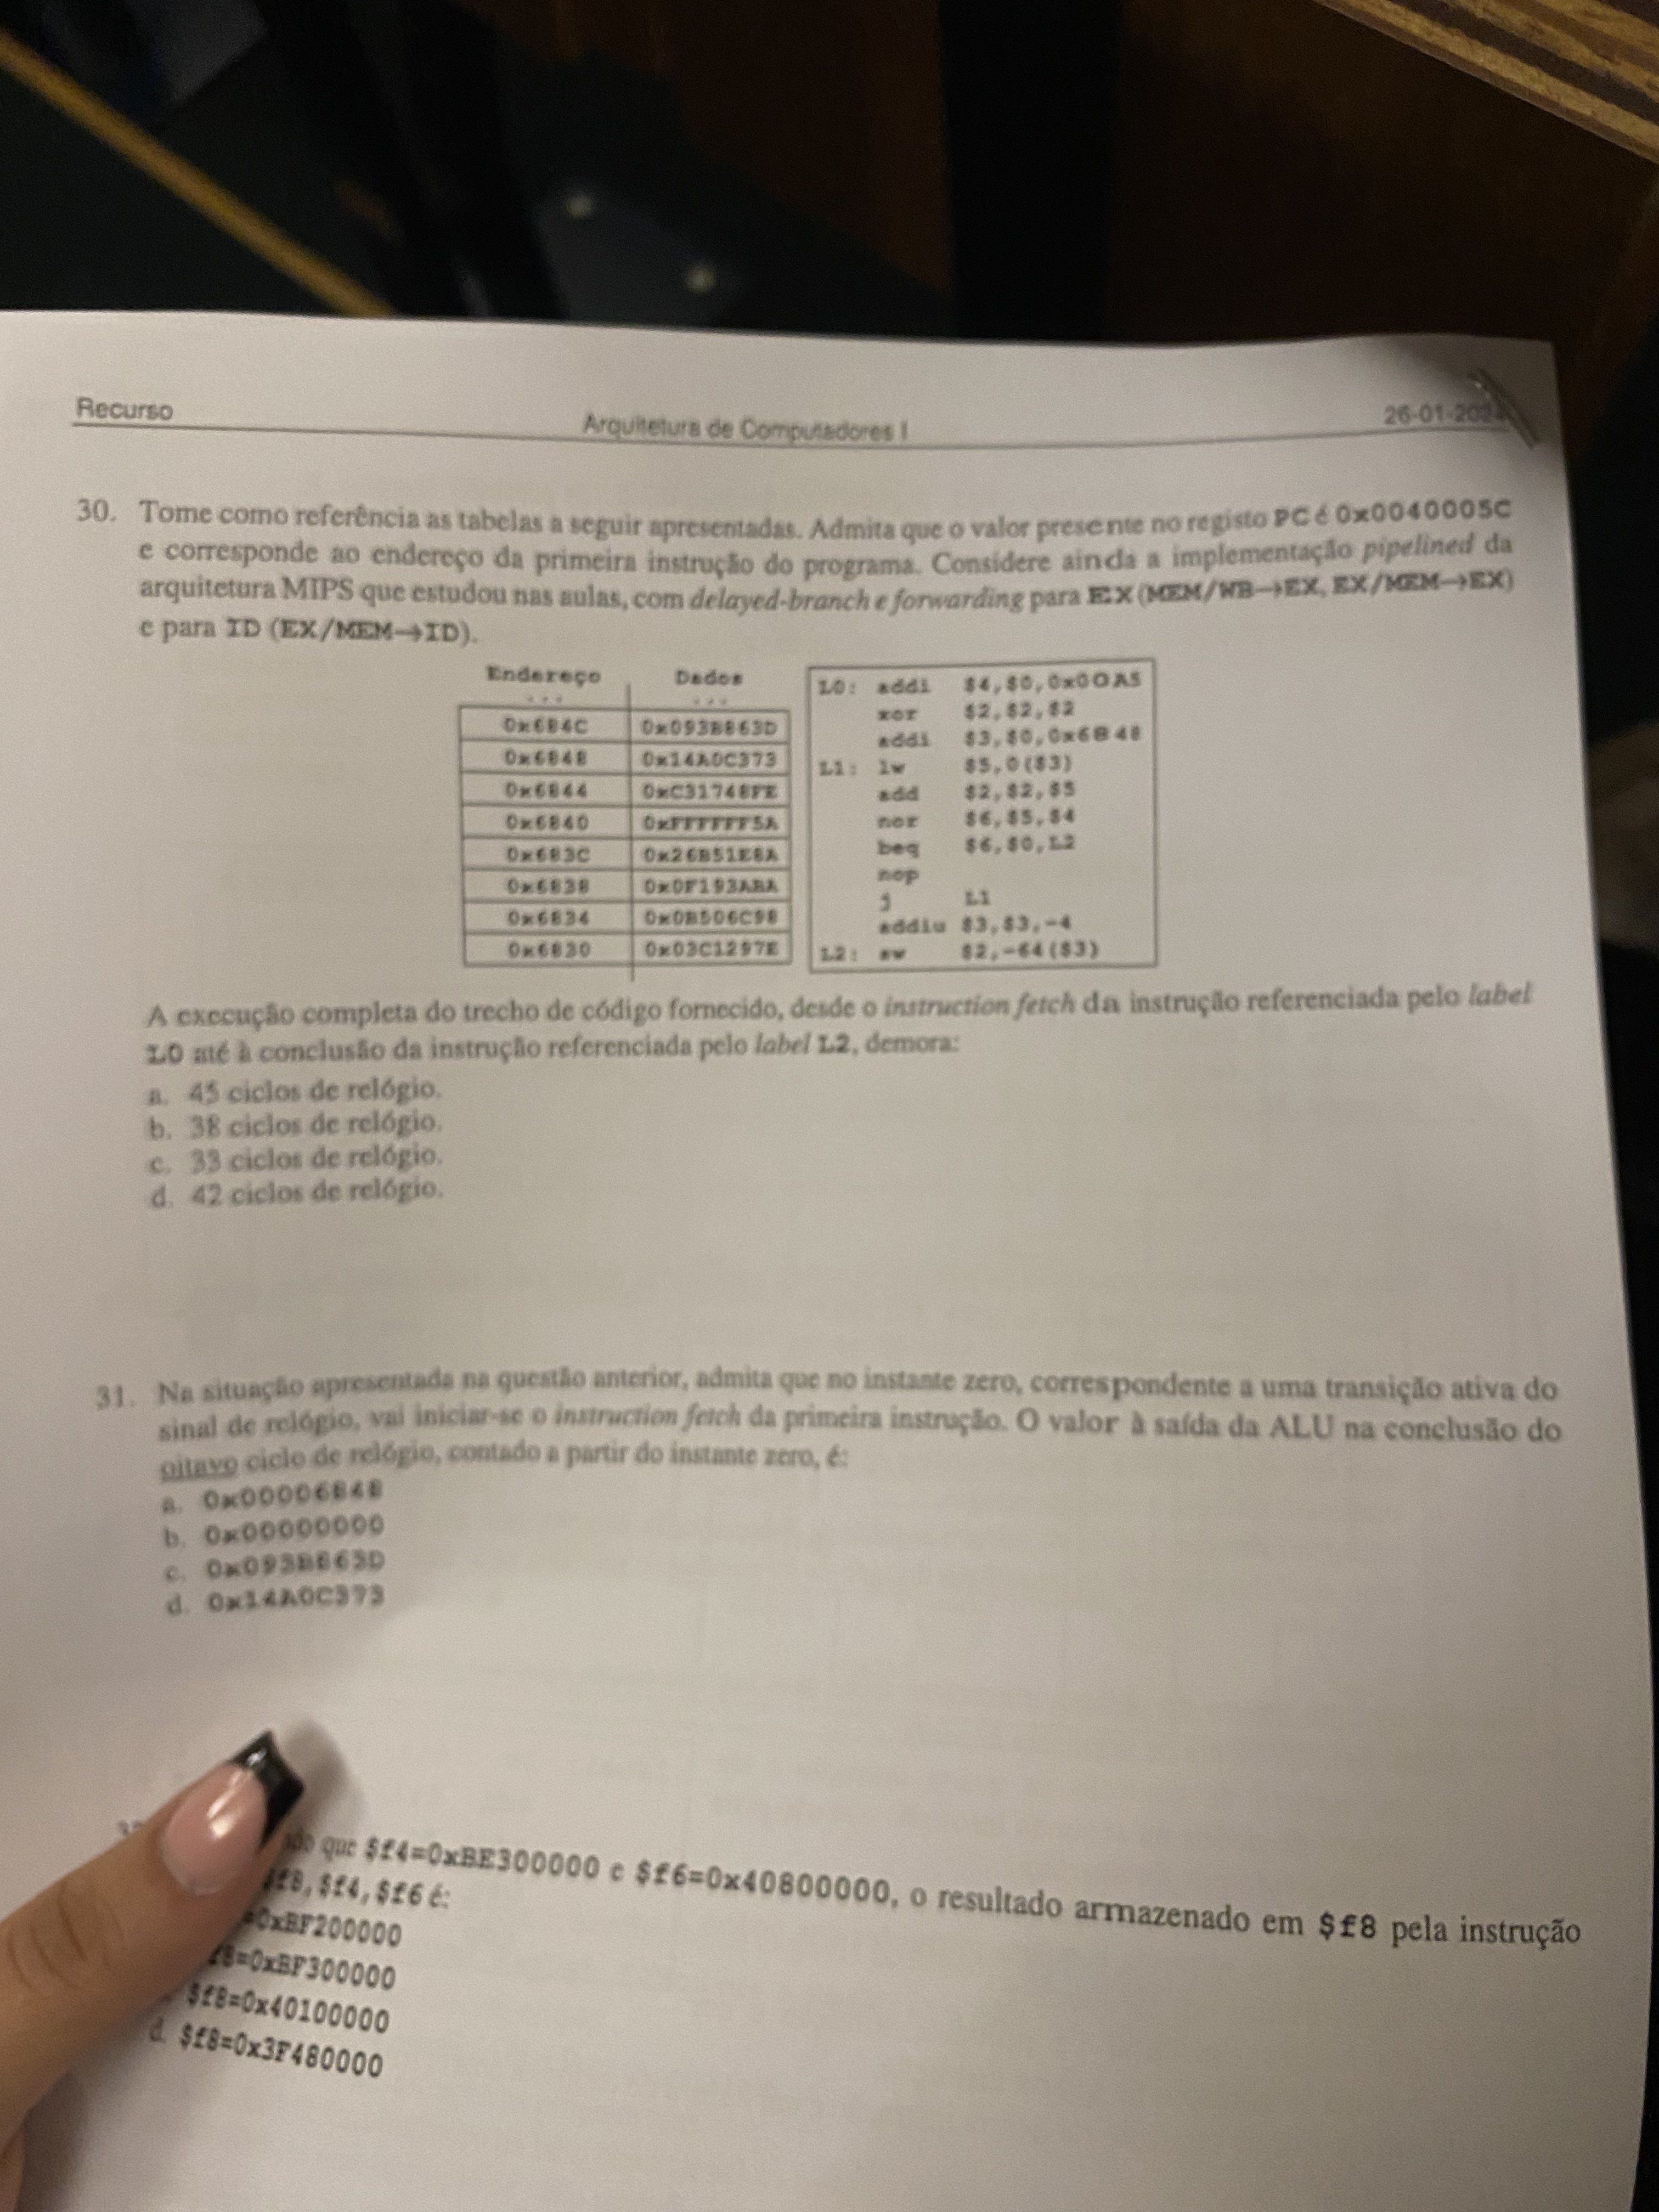 Recurso
Arquitetura de Computadores I
26-01-2024
30. Tome como referência as tabelas a seguir apresentadas. Admita que o valor presente no registo PC é 0x0040005C
e corresponde ao endereço da primeira instrução do programa. Considere ainda a implementação pipelined da
arquitetura MIPS que estudou nas aulas, com delayed-branch e forwarding para EX (MEM/WB→EX, EX/MEM→EX)
e para ID (EX/MEM→ID).
Endereço Dados
... ...
0x684C 0x093B863D
0x6848 0x14A0C373
0x6844 0xC31748FE
0x6840 0xFFFFFF5A
0x683C 0x26B51E8A
0x6838 0x0F193ABA
0x6834 0x0B506C98
0x6830 0x03C1297E
L0: addi $4,$0,0x00A5
xor $2,$2,$2
addi $3,$0,0x6848
L1: lw $5,0($3)
add $2,$2,$5
nor $6,$5,$4
beq $6,$0,L2
nop
j L1
addiu $3,$3,-4
L2: sw $2,-64($3)
A execução completa do trecho de código fornecido, desde o instruction fetch da instrução referenciada pelo label
L0 até à conclusão da instrução referenciada pelo label L2, demora:
a. 45 ciclos de relógio.
b. 38 ciclos de relógio.
c. 33 ciclos de relógio.
d. 42 ciclos de relógio.
31. Na situação apresentada na questão anterior, admita que no instante zero, correspondente a uma transição ativa do
sinal de relógio, vai iniciar-se o instruction fetch da primeira instrução. O valor à saída da ALU na conclusão do
oitavo ciclo de relógio, contado a partir do instante zero, é:
a. 0x00006848
b. 0x00000000
c. 0x093B863D
d. 0x14A0C373
que $f4=0xBE300000 e $f6=0x40800000, o resultado armazenado em $f8 pela instrução
$f8,$f4,$f6 é:
=0xBF200000
f8=0xBF300000
$f8=0x40100000
d. $f8=0x3F480000